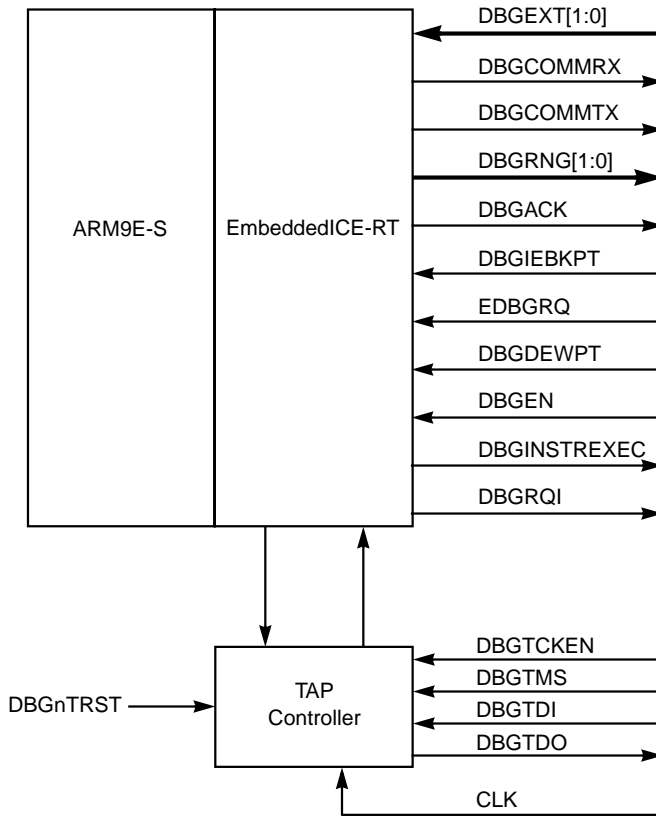 DBGEXT[1:0]
DBGCOMMRX
DBGCOMMTX
DBGRNG[1:0]
ARM9E-S
EmbeddedICE-RT
DBGACK
DBGIEBKPT
EDBGRQ
DBGDEWPT
DBGEN
DBGINSTREXEC
DBGRQI
DBGTCKEN
DBGTMS
DBGnTRST
TAP
Controller
DBGTDI
DBGTDO
CLK